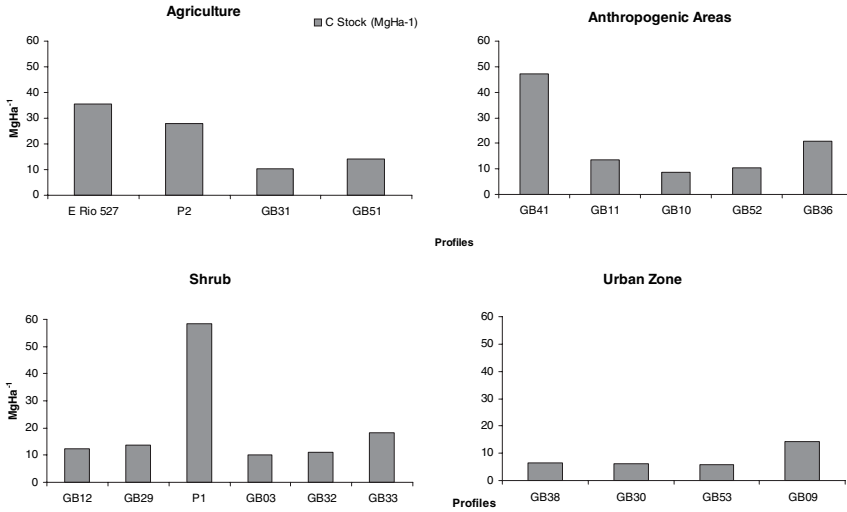 Agriculture
C Stock (MgHa-1)
60
50
40
30
20
10
0
MgHa-1
E Rio 527 P2 GB31 GB51
Anthropogenic Areas
60
50
40
30
20
10
0
GB41 GB11 GB10 GB52 GB36
Profiles
Shrub
60
50
40
30
20
10
0
MgHa-1
GB12 GB29 P1 GB03 GB32 GB33
Urban Zone
60
50
40
30
20
10
0
Profiles GB38 GB30 GB53 GB09